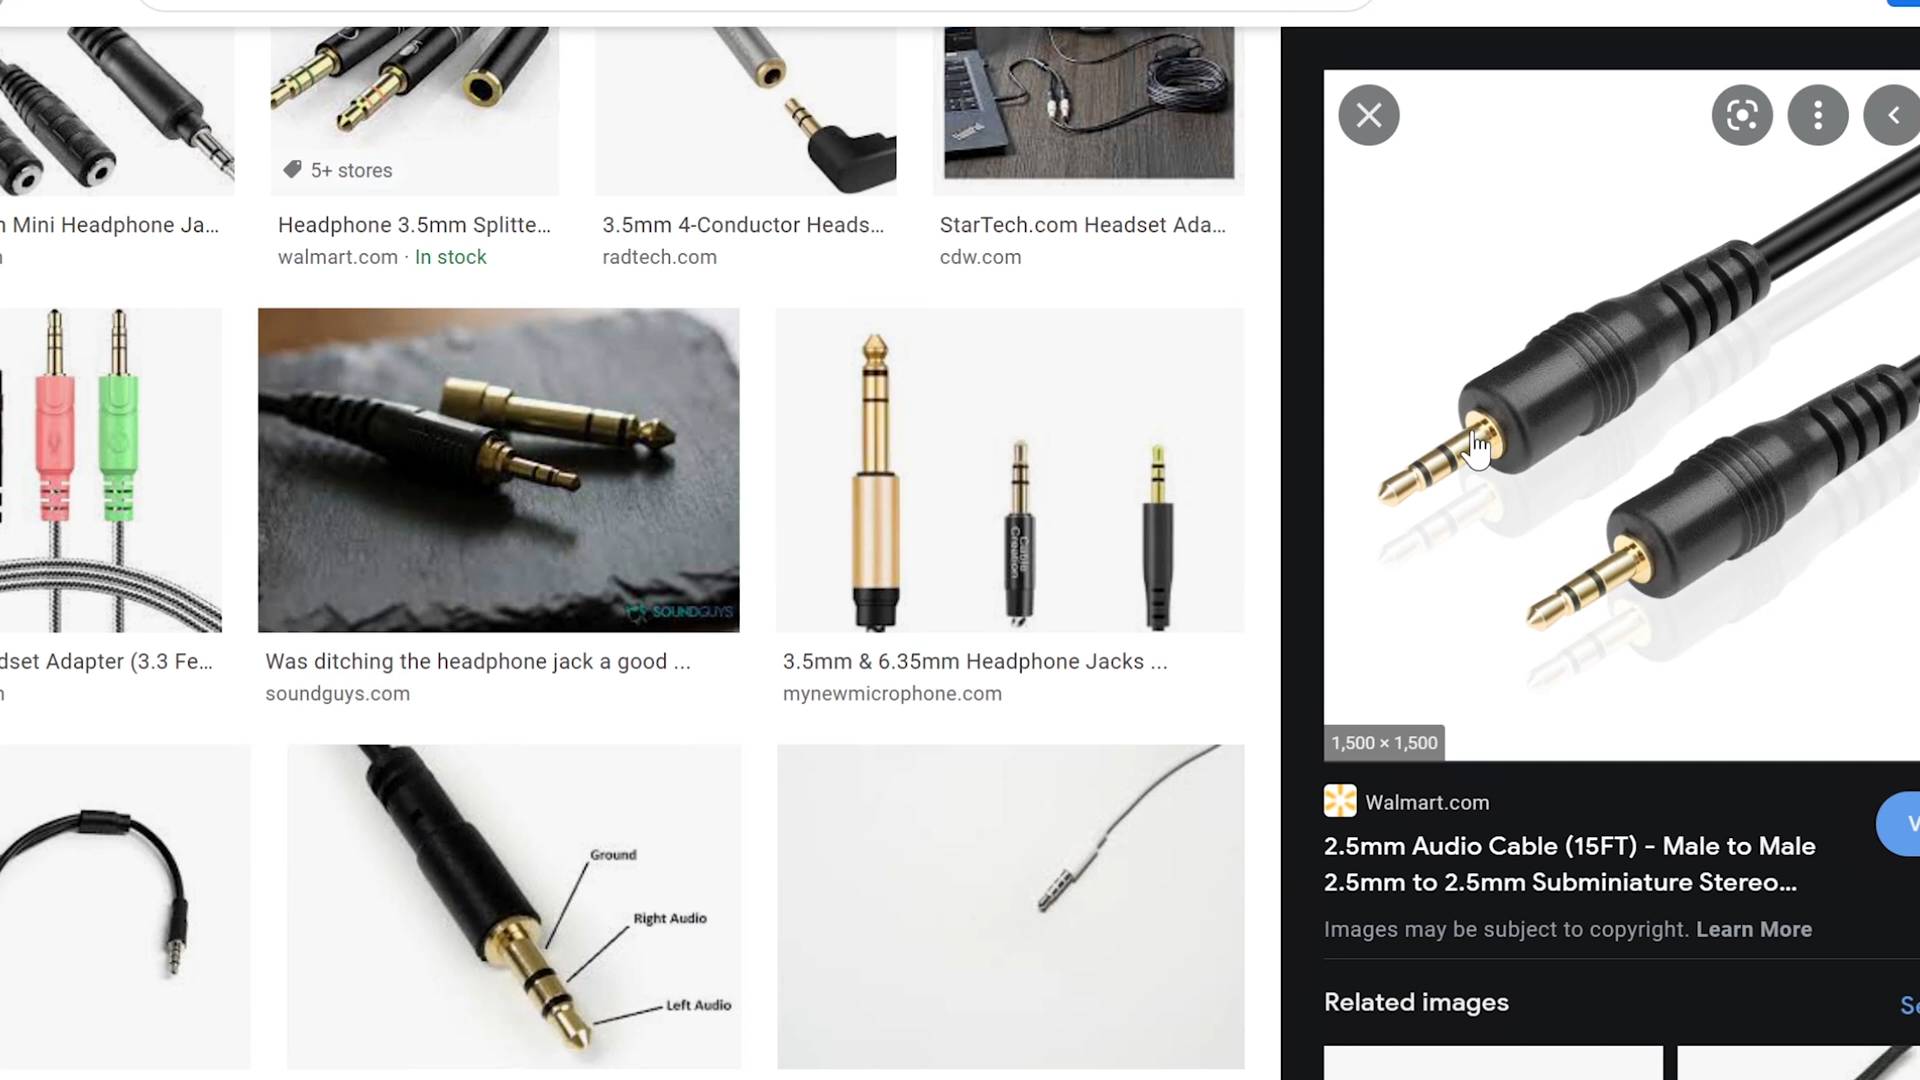 5+ stores
n Mini Headphone Ja...
Headphone 3.5mm Splitte...
walmart.com · In stock
3.5mm 4-Conductor Heads...
radtech.com
StarTech.com Headset Ada...
cdw.com
ThinkPad
Cable
Creation
SOUNDGUYS
dset Adapter (3.3 Fe...
Was ditching the headphone jack a good ...
soundguys.com
3.5mm & 6.35mm Headphone Jacks ...
mynewmicrophone.com
Ground
Right Audio
Left Audio
1,500 × 1,500
Walmart.com
V
2.5mm Audio Cable (15FT) - Male to Male
2.5mm to 2.5mm Subminiature Stereo...
Images may be subject to copyright. Learn More
Related images
Se